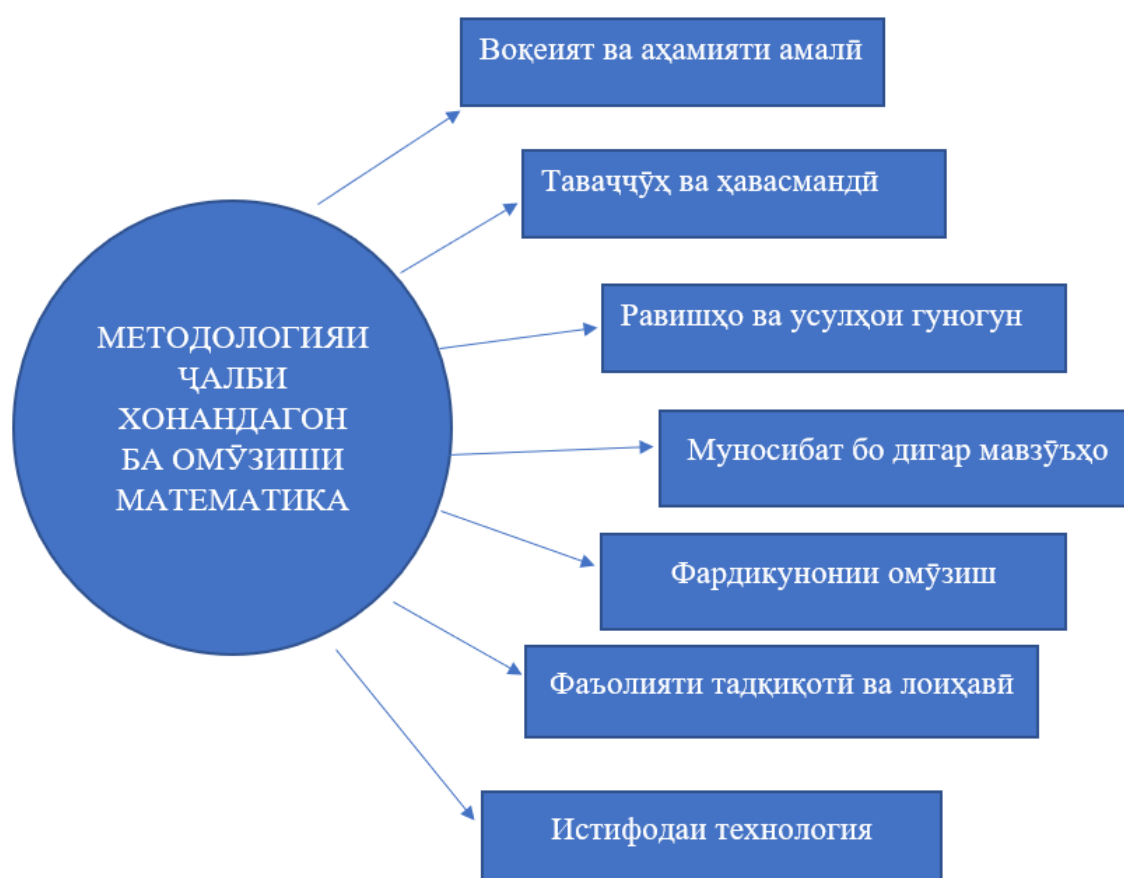 Воқеият ва аҳамияти амалӣ
Таваҷҷӯҳ ва ҳавасмандӣ
Равишҳо ва усулҳои гуногун
МЕТОДОЛОГИЯИ
ҶАЛБИ
ХОНАНДАГОН
БА ОМӮЗИШИ
МАТЕМАТИКА
Муносибат бо дигар мавзӯъҳо
Фардикунонии омӯзиш
Фаъолияти тадқиқотӣ ва лоиҳавӣ
Истифодаи технология